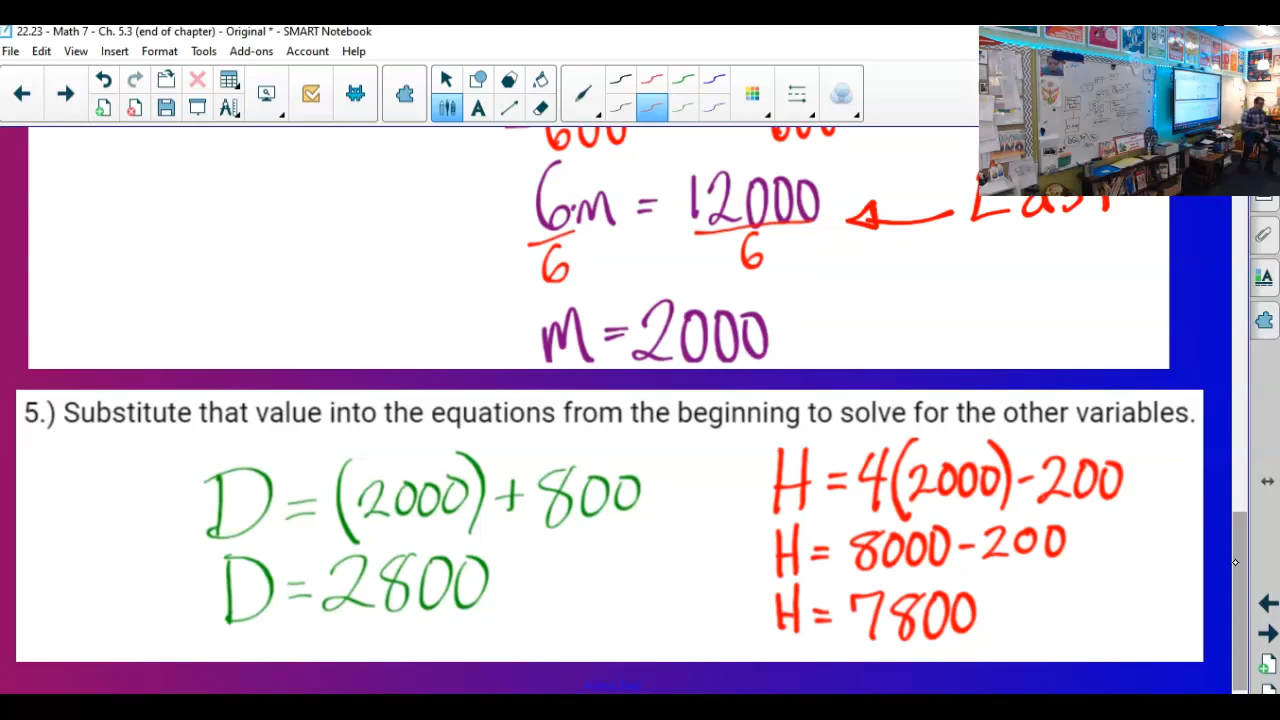 22.23 - Math 7 - Ch. 5.3 (end of chapter) - Original * - SMART Notebook
File Edit View Insert Format Tools Add-ons Account Help
600 600
6·m = 12000
6 6
m = 2000
5.) Substitute that value into the equations from the beginning to solve for the other variables.
D = (2000) + 800
D = 2800
H = 4(2000) - 200
H = 8000 - 200
H = 7800